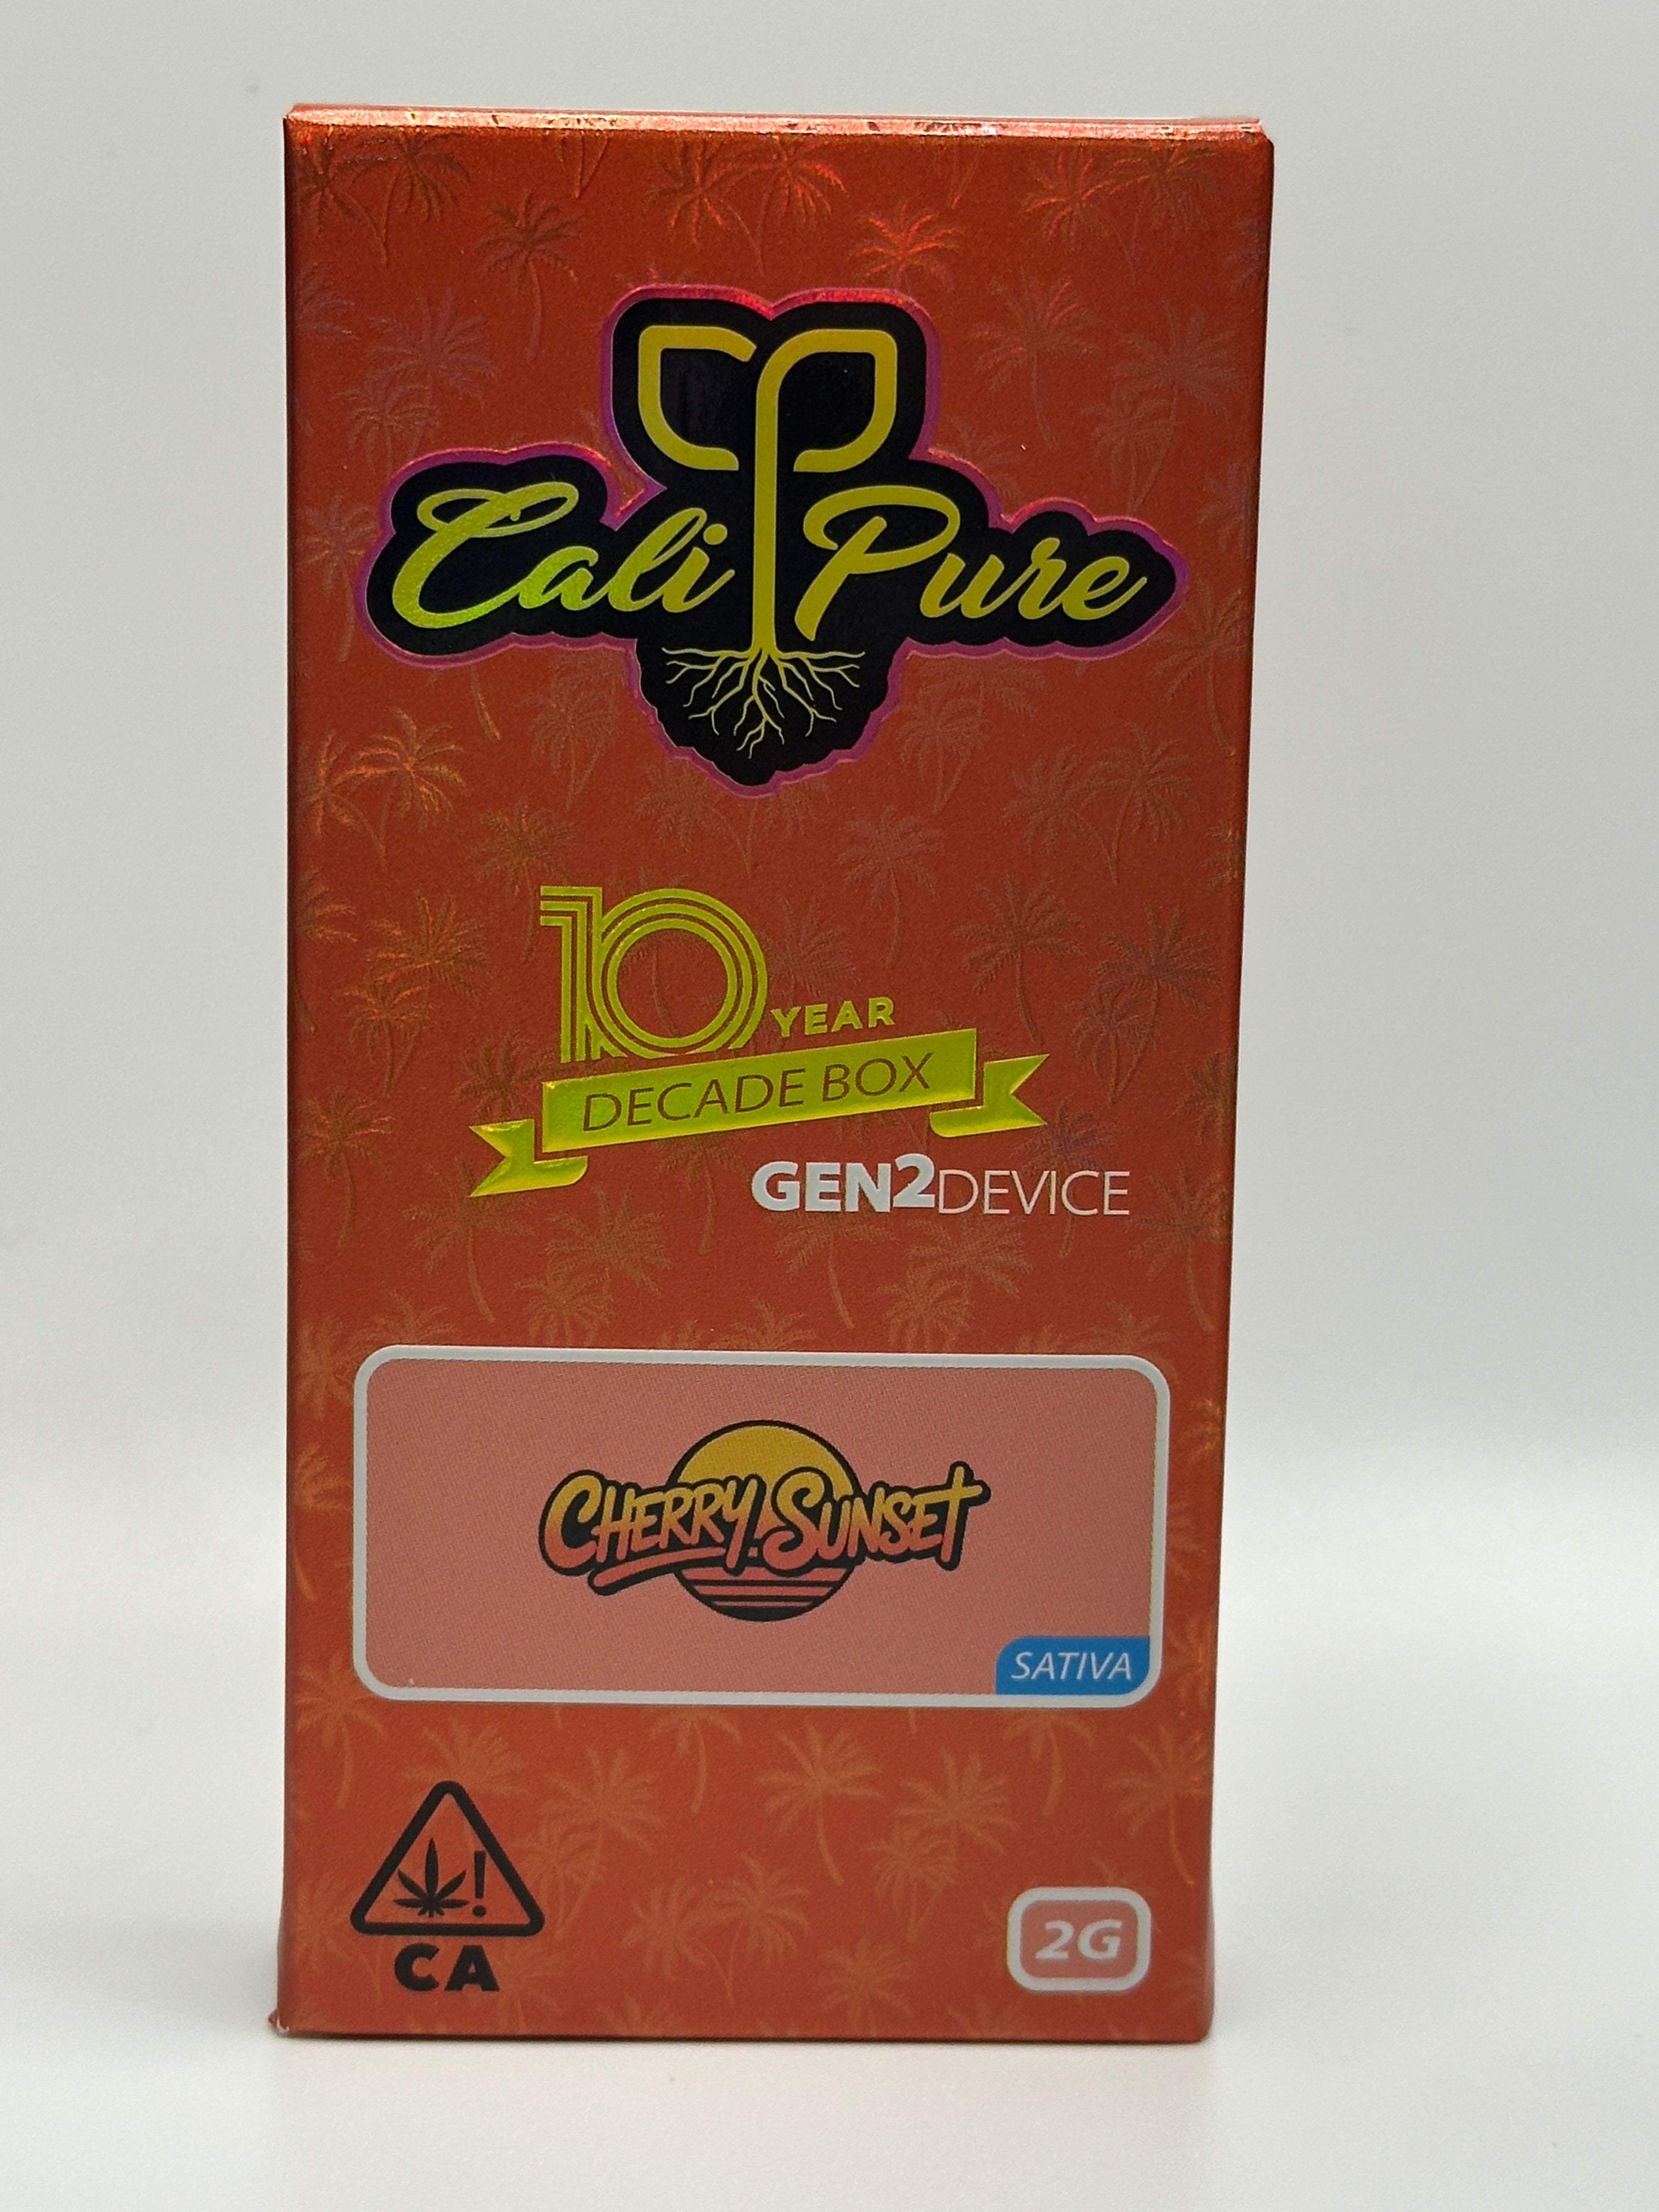 Cali Pure
10 YEAR
DECADE BOX
GEN2DEVICE
CHERRY SUNSET
SATIVA
!
CA
2G